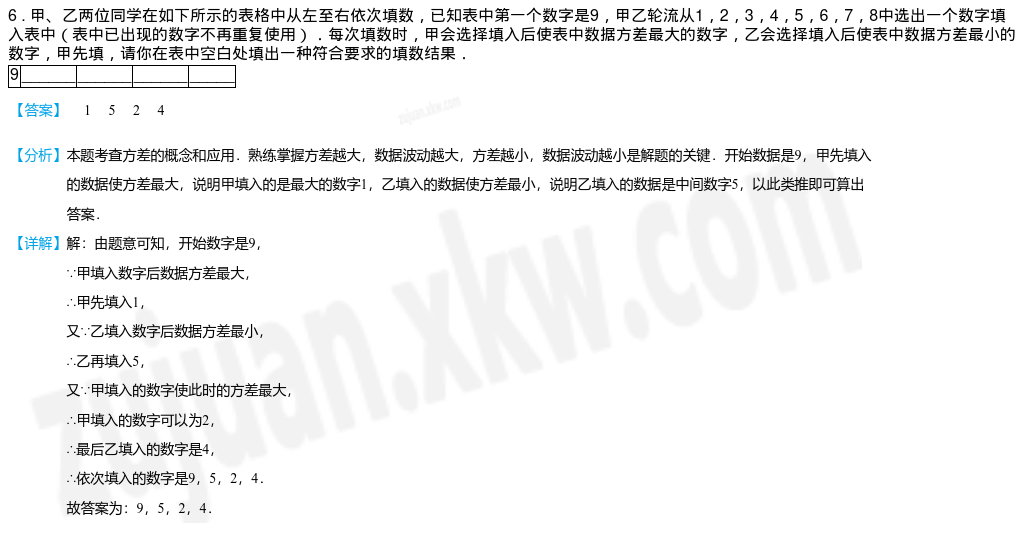 6．甲、乙两位同学在如下所示的表格中从左至右依次填数，已知表中第一个数字是9，甲乙轮流从1，2，3，4，5，6，7，8中选出一个数字填
入表中（表中已出现的数字不再重复使用）．每次填数时，甲会选择填入后使表中数据方差最大的数字，乙会选择填入后使表中数据方差最小的
数字，甲先填，请你在表中空白处填出一种符合要求的填数结果．
9
【答案】 1 5 2 4
zujuan.xkw.com
【分析】本题考查方差的概念和应用．熟练掌握方差越大，数据波动越大，方差越小，数据波动越小是解题的关键．开始数据是9，甲先填入
的数据使方差最大，说明甲填入的是最大的数字1，乙填入的数据使方差最小，说明乙填入的数据是中间数字5，以此类推即可算出
答案．
【详解】解：由题意可知，开始数字是9，
∵甲填入数字后数据方差最大，
∴甲先填入1，
又∵乙填入数字后数据方差最小，
∴乙再填入5，
又∵甲填入的数字使此时的方差最大，
∴甲填入的数字可以为2，
∴最后乙填入的数字是4，
∴依次填入的数字是9，5，2，4．
故答案为：9，5，2，4．
zujuan.xkw.com